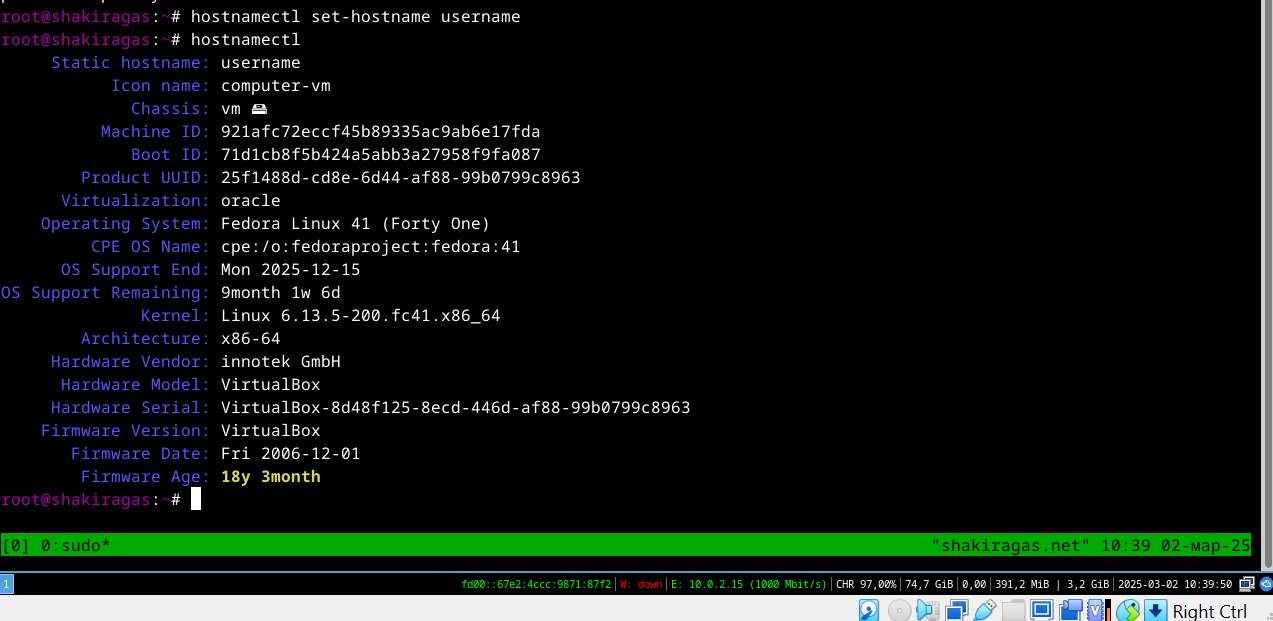 root@shakiragas:~# hostnamectl set-hostname username
root@shakiragas:~# hostnamectl
Static hostname: username
Icon name: computer-vm
Chassis: vm 🖴
Machine ID: 921afc72eccf45b89335ac9ab6e17fda
Boot ID: 71d1cb8f5b424a5abb3a27958f9fa087
Product UUID: 25f1488d-cd8e-6d44-af88-99b0799c8963
Virtualization: oracle
Operating System: Fedora Linux 41 (Forty One)
CPE OS Name: cpe:/o:fedoraproject:fedora:41
OS Support End: Mon 2025-12-15
OS Support Remaining: 9month 1w 6d
Kernel: Linux 6.13.5-200.fc41.x86_64
Architecture: x86-64
Hardware Vendor: innotek GmbH
Hardware Model: VirtualBox
Hardware Serial: VirtualBox-8d48f125-8ecd-446d-af88-99b0799c8963
Firmware Version: VirtualBox
Firmware Date: Fri 2006-12-01
Firmware Age: 18y 3month
root@shakiragas:~#
[0] 0:sudo* "shakiragas.net" 10:39 02-мар-25
1 fd00::67e2:4ccc:9871:87f2 | W: down | E: 10.0.2.15 (1000 Mbit/s) | CHR 97,00% | 74,7 GiB | 0,00 | 391,2 MiB | 3,2 GiB | 2025-03-02 10:39:50
Right Ctrl